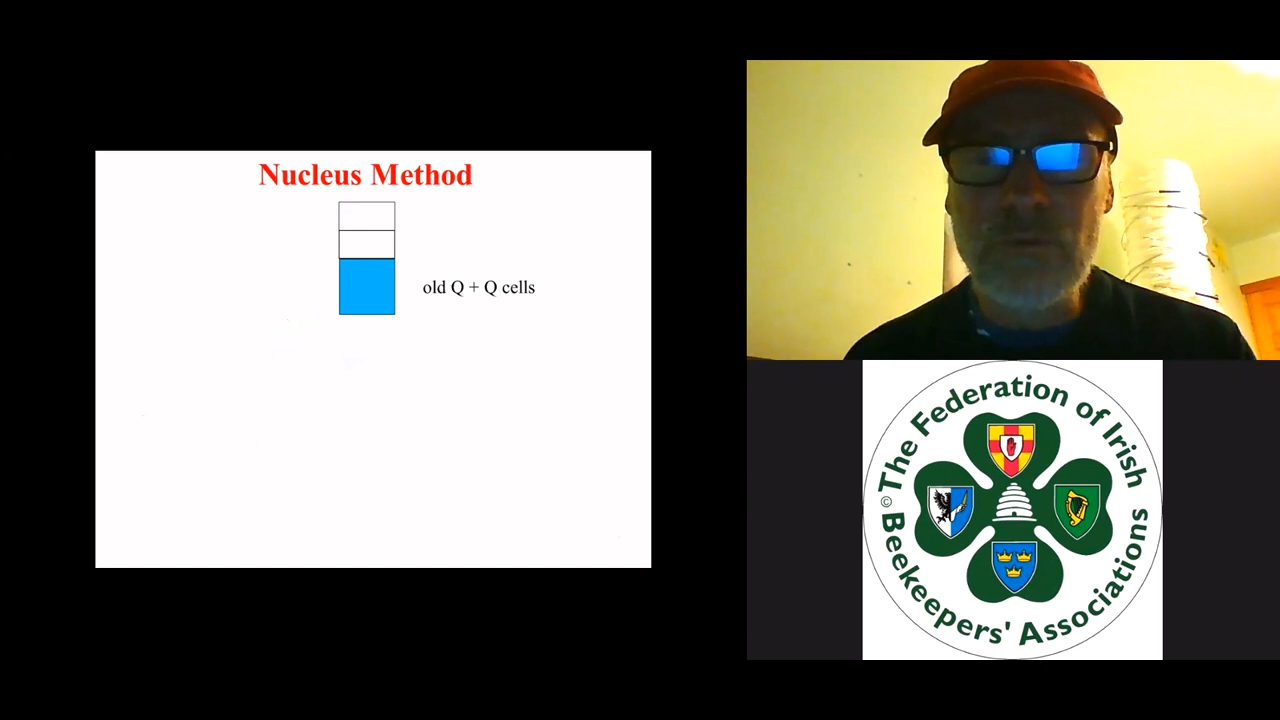 Nucleus Method
old Q + Q cells
The Federation of Irish
© Beekeepers' Associations